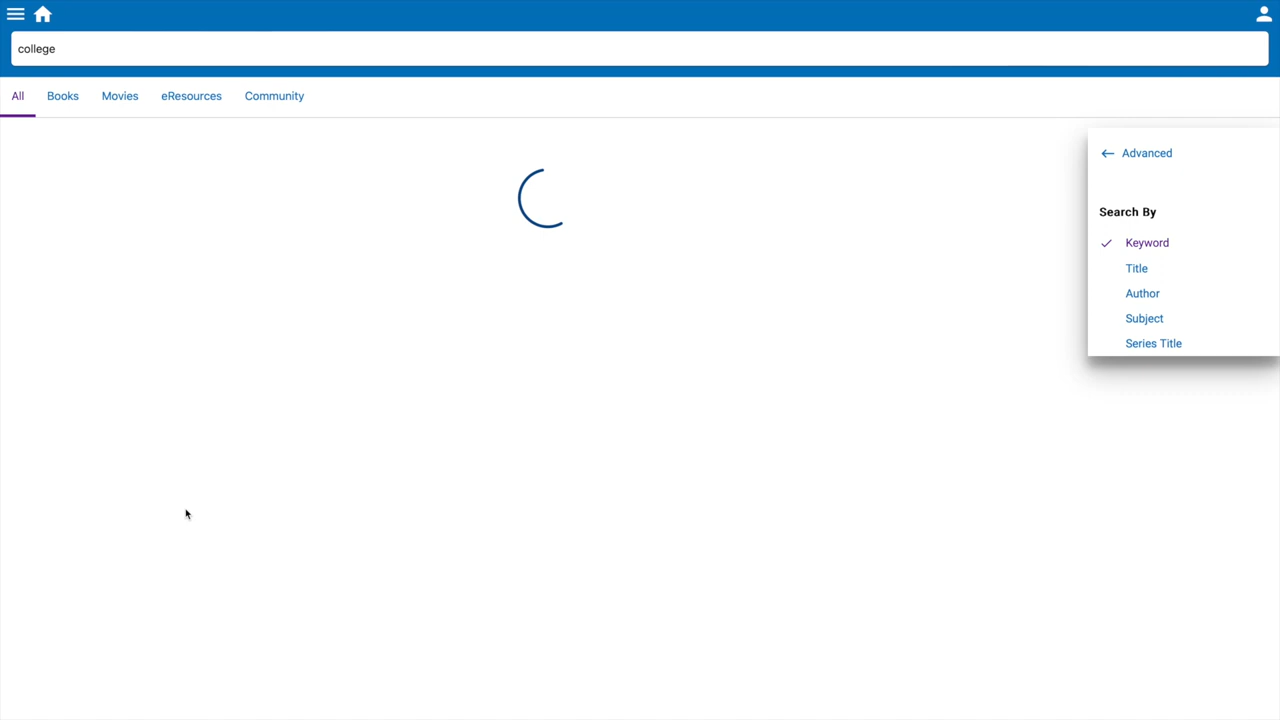 college
All Books Movies eResources Community
Advanced
Search By
Keyword
Title
Author
Subject
Series Title